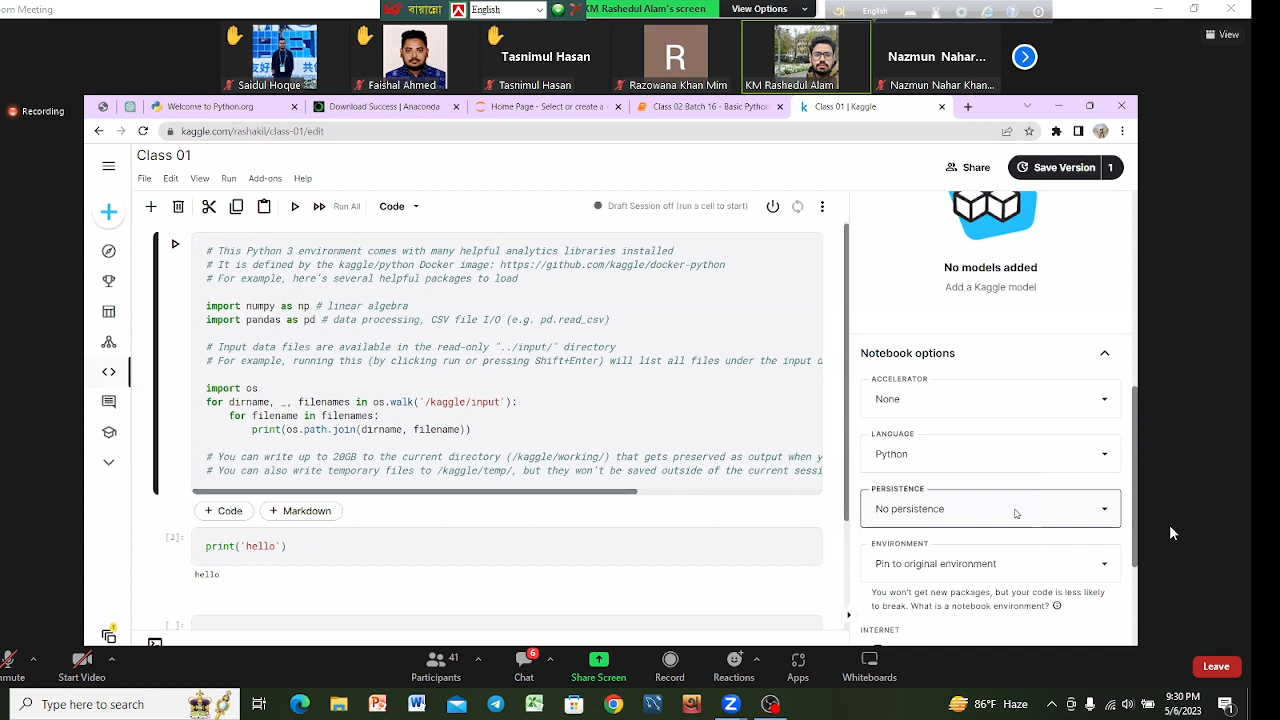 oom Meeting
বায়ান্নো
English
KM Rashedul Alam's screen
View Options
English
View
Saidul Hoque
Faishal Ahmed
Tasnimul Hasan
Tasnimul Hasan
R
Razowana Khan Mim
KM Rashedul Alam
Nazmun Nahar...
Nazmun Nahar Khan...
Recording
Welcome to Python.org
Download Success | Anaconda
Home Page - Select or create a
Class 02 Batch 16 - Basic Python
Class 01 | Kaggle
kaggle.com/rashakil/class-01/edit
Class 01
File Edit View Run Add-ons Help
Share
Save Version 1
Run All
Code
Draft Session off (run a cell to start)
# This Python 3 environment comes with many helpful analytics libraries installed
# It is defined by the kaggle/python Docker image: https://github.com/kaggle/docker-python
# For example, here's several helpful packages to load
import numpy as np # linear algebra
import pandas as pd # data processing, CSV file I/O (e.g. pd.read_csv)
# Input data files are available in the read-only "../input/" directory
# For example, running this (by clicking run or pressing Shift+Enter) will list all files under the input d
import os
for dirname, _, filenames in os.walk('/kaggle/input'):
for filename in filenames:
print(os.path.join(dirname, filename))
# You can write up to 20GB to the current directory (/kaggle/working/) that gets preserved as output when y
# You can also write temporary files to /kaggle/temp/, but they won't be saved outside of the current sessi
+ Code
+ Markdown
[2]:
print('hello')
hello
[ ]:
No models added
Add a Kaggle model
Notebook options
ACCELERATOR
None
LANGUAGE
Python
PERSISTENCE
No persistence
ENVIRONMENT
Pin to original environment
You won't get new packages, but your code is less likely
to break. What is a notebook environment?
INTERNET
1
nmute
Start Video
41
Participants
6
Chat
Share Screen
Record
Reactions
Apps
Whiteboards
Leave
Type here to search
86°F Haze
9:30 PM
5/6/2023
1